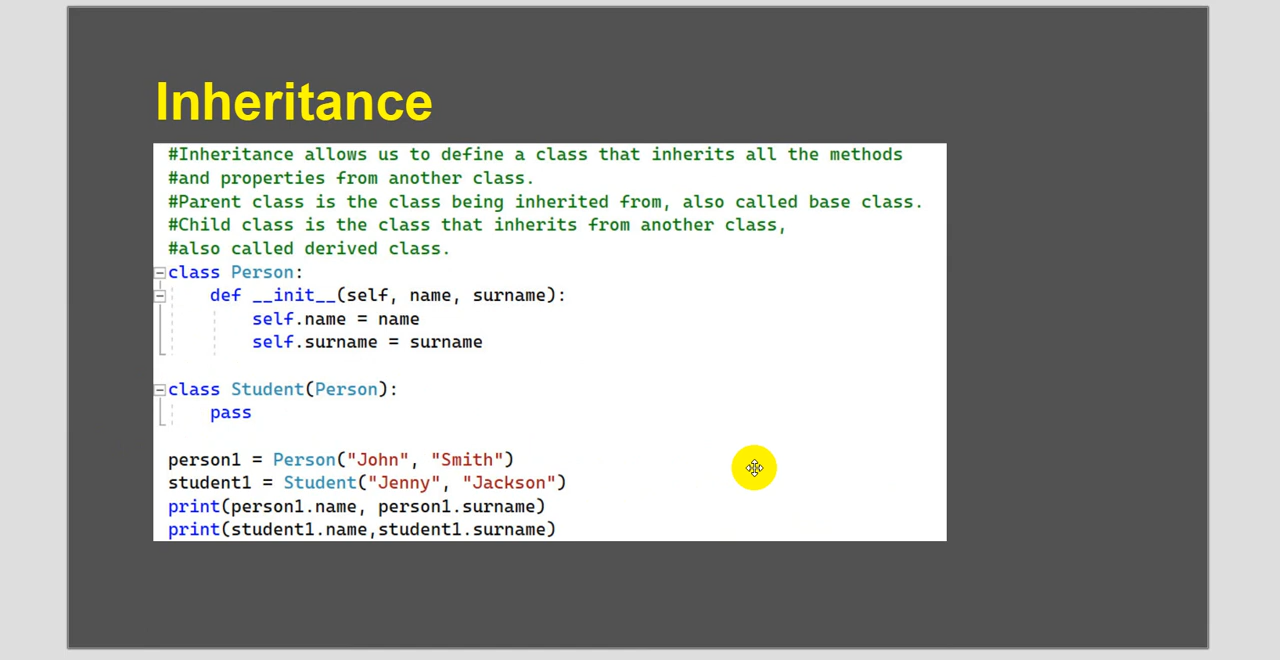 Inheritance
#Inheritance allows us to define a class that inherits all the methods
#and properties from another class.
#Parent class is the class being inherited from, also called base class.
#Child class is the class that inherits from another class,
#also called derived class.
class Person:
    def __init__(self, name, surname):
        self.name = name
        self.surname = surname
class Student(Person):
    pass
person1 = Person("John", "Smith")
student1 = Student("Jenny", "Jackson")
print(person1.name, person1.surname)
print(student1.name,student1.surname)